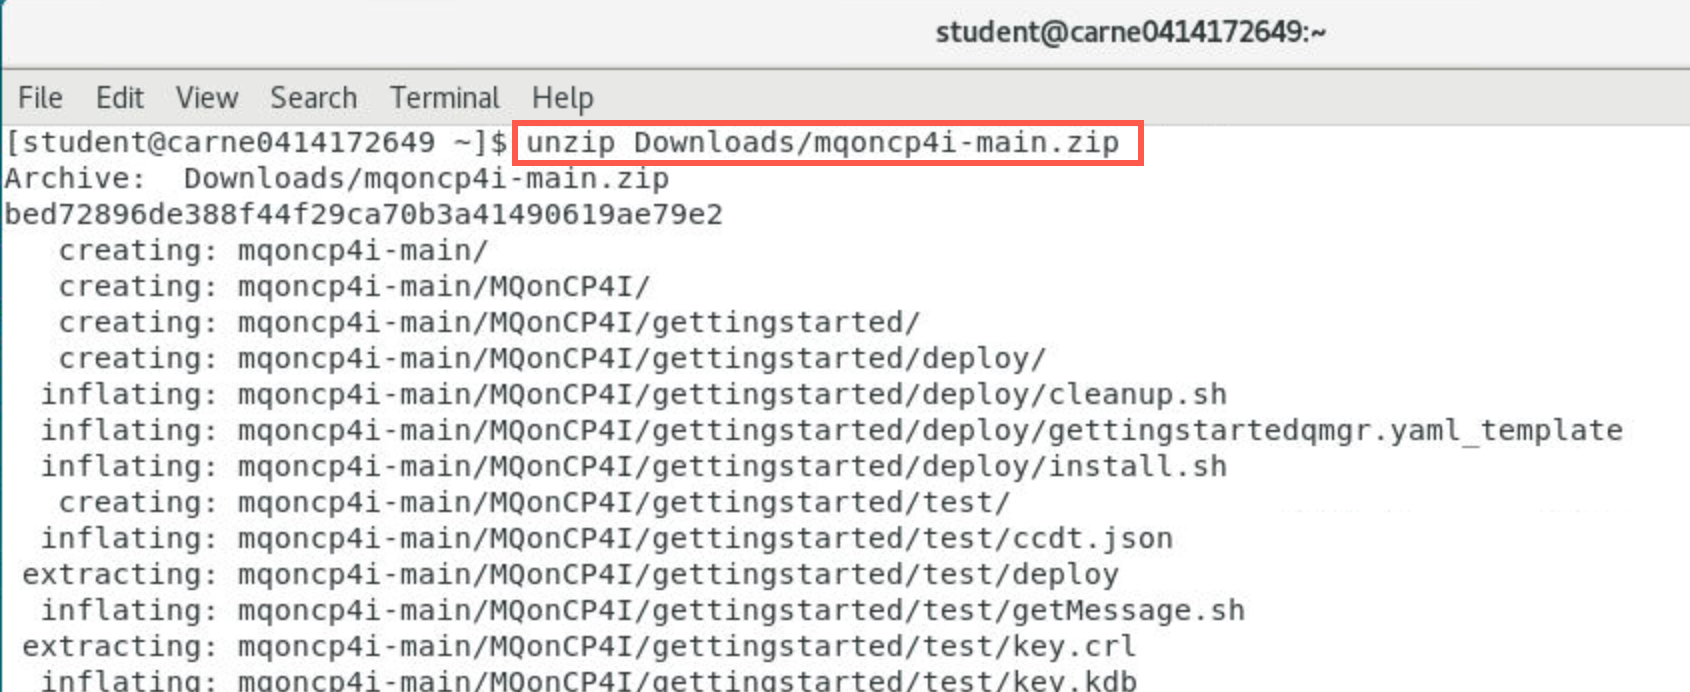 student@carne0414172649:~
File Edit View Search Terminal Help
[student@carne0414172649 ~]$ unzip Downloads/mqoncp4i-main.zip
Archive:  Downloads/mqoncp4i-main.zip
bed72896de388f44f29ca70b3a41490619ae79e2
   creating: mqoncp4i-main/
   creating: mqoncp4i-main/MQonCP4I/
   creating: mqoncp4i-main/MQonCP4I/gettingstarted/
   creating: mqoncp4i-main/MQonCP4I/gettingstarted/deploy/
  inflating: mqoncp4i-main/MQonCP4I/gettingstarted/deploy/cleanup.sh
  inflating: mqoncp4i-main/MQonCP4I/gettingstarted/deploy/gettingstartedqmgr.yaml_template
  inflating: mqoncp4i-main/MQonCP4I/gettingstarted/deploy/install.sh
   creating: mqoncp4i-main/MQonCP4I/gettingstarted/test/
  inflating: mqoncp4i-main/MQonCP4I/gettingstarted/test/ccdt.json
 extracting: mqoncp4i-main/MQonCP4I/gettingstarted/test/deploy
  inflating: mqoncp4i-main/MQonCP4I/gettingstarted/test/getMessage.sh
 extracting: mqoncp4i-main/MQonCP4I/gettingstarted/test/key.crl
  inflating: mqoncp4i-main/MQonCP4I/gettingstarted/test/key.kdb